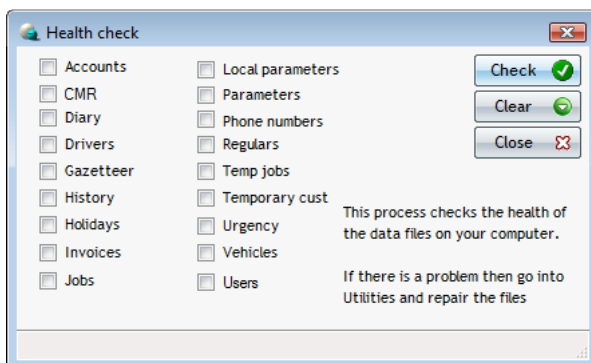 Health check
Accounts
CMR
Diary
Drivers
Gazetteer
History
Holidays
Invoices
Jobs
Local parameters
Parameters
Phone numbers
Regulars
Temp jobs
Temporary cust
Urgency
Vehicles
Users
Check
Clear
Close
This process checks the health of
the data files on your computer.
If there is a problem then go into
Utilities and repair the files